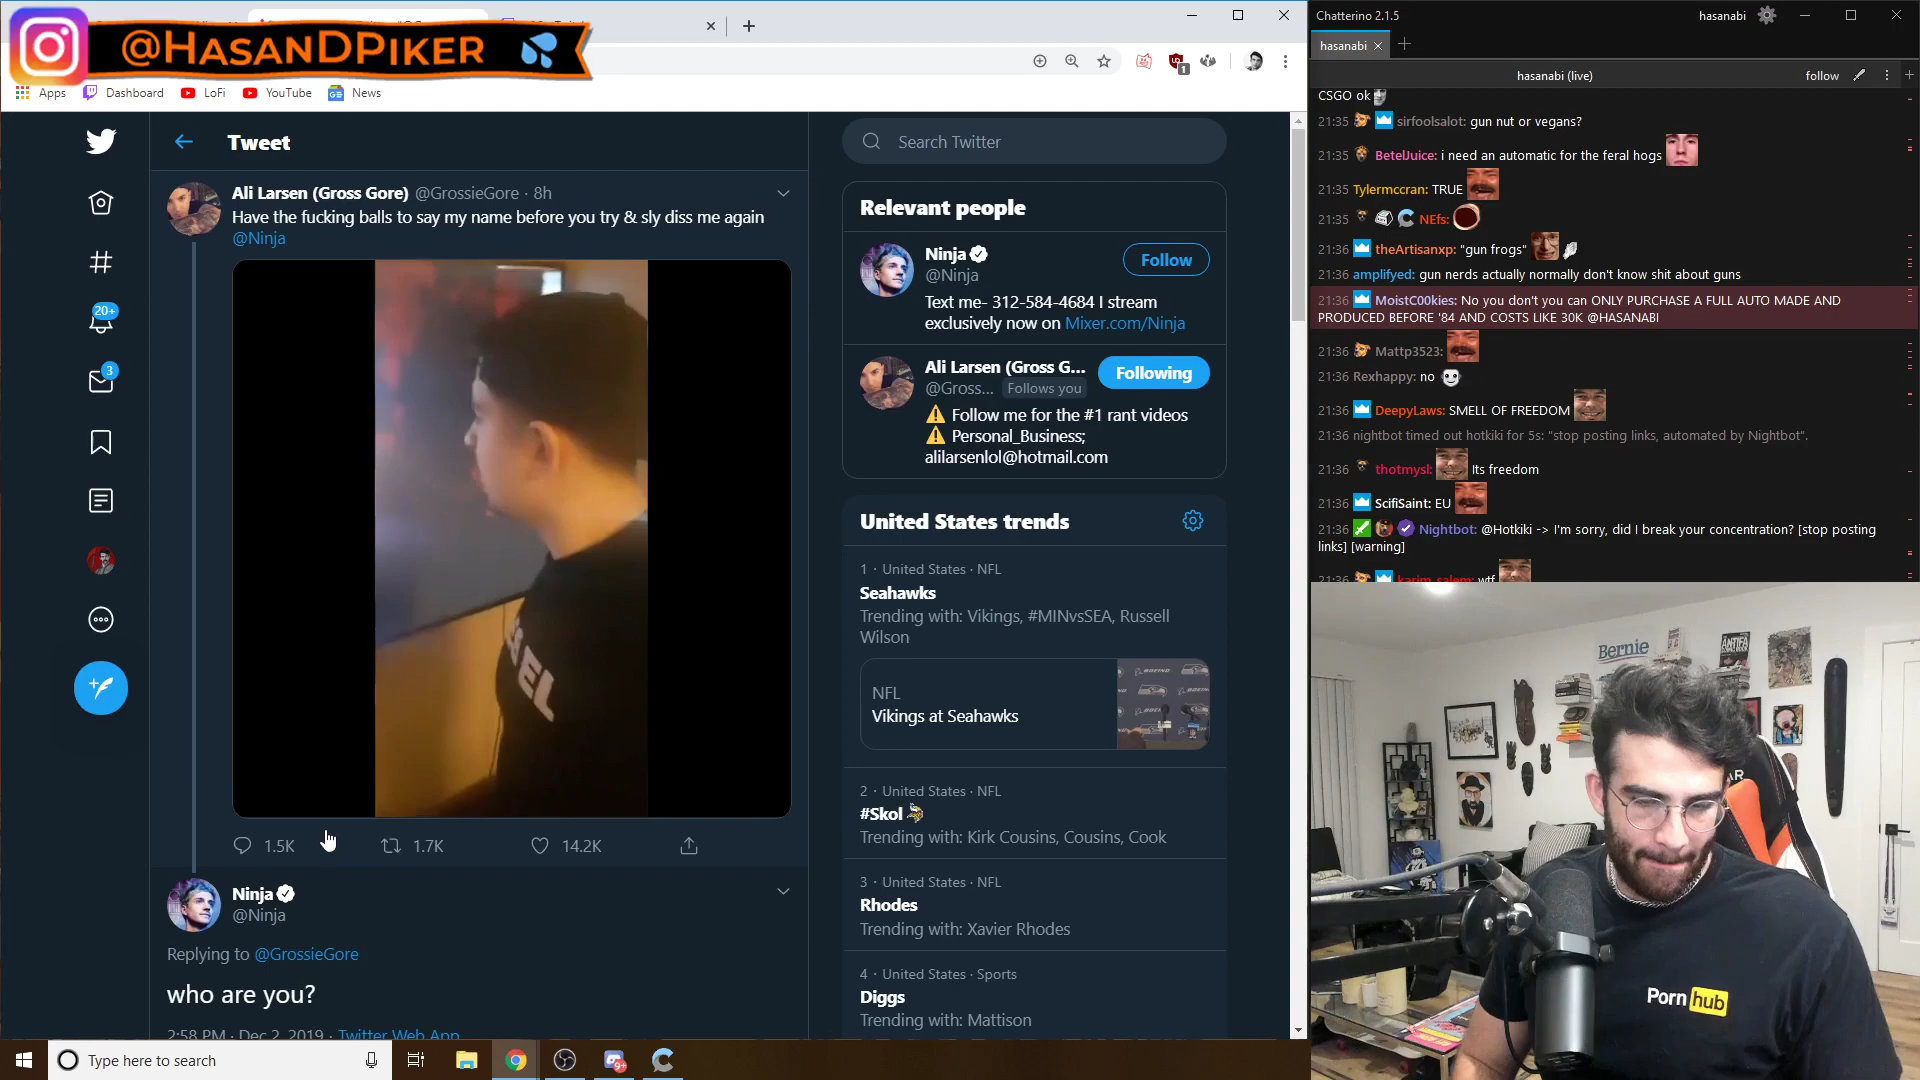 @HASANDPIKER
Apps
Dashboard
LoFi
YouTube
News
Tweet
Search Twitter
20+
3
Ali Larsen (Gross Gore) @GrossieGore · 8h
Have the fucking balls to say my name before you try & sly diss me again
@Ninja
1.5K
1.7K
14.2K
Ninja
@Ninja
Replying to @GrossieGore
who are you?
2:58 PM · Dec 2, 2019 · Twitter Web App
Relevant people
Ninja
@Ninja
Follow
Text me- 312-584-4684 I stream
exclusively now on Mixer.com/Ninja
Ali Larsen (Gross G...
@Gross... Follows you
Following
Follow me for the #1 rant videos
Personal_Business;
alilarsenlol@hotmail.com
United States trends
1 · United States · NFL
Seahawks
Trending with: Vikings, #MINvsSEA, Russell
Wilson
NFL
Vikings at Seahawks
2 · United States · NFL
#Skol
Trending with: Kirk Cousins, Cousins, Cook
3 · United States · NFL
Rhodes
Trending with: Xavier Rhodes
4 · United States · Sports
Diggs
Trending with: Mattison
Type here to search
9+
Chatterino 2.1.5
hasanabi
hasanabi
hasanabi (live)
follow
CSGO ok
21:35 sirfoolsalot: gun nut or vegans?
21:35 BetelJuice: i need an automatic for the feral hogs
21:35 Tylermccran: TRUE
21:35 NEfs:
21:36 theArtisanxp: "gun frogs"
21:36 amplifyed: gun nerds actually normally don't know shit about guns
21:36 MoistC00kies: No you don't you can ONLY PURCHASE A FULL AUTO MADE AND
PRODUCED BEFORE '84 AND COSTS LIKE 30K @HASANABI
21:36 Mattp3523:
21:36 Rexhappy: no
21:36 DeepyLaws: SMELL OF FREEDOM
21:36 nightbot timed out hotkiki for 5s: "stop posting links, automated by Nightbot".
21:36 thotmysl: Its freedom
21:36 ScifiSaint: EU
21:36 Nightbot: @Hotkiki -> I'm sorry, did I break your concentration? [stop posting
links] [warning]
21:36 karim_salem: wtf
Bernie
ANTIFA
Porn hub